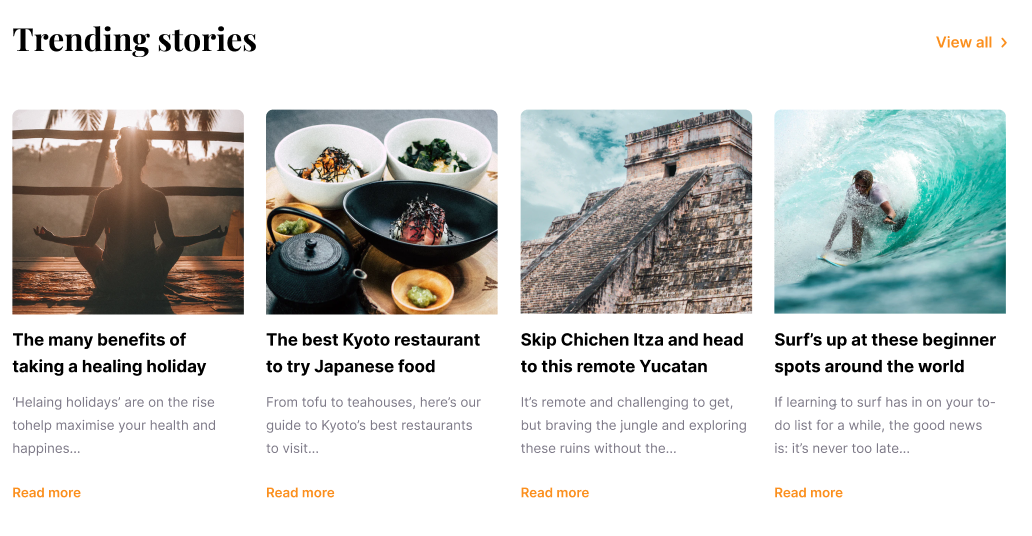 Trending stories
View all
The many benefits of
taking a healing holiday
‘Helaing holidays’ are on the rise
tohelp maximise your health and
happines...
Read more
The best Kyoto restaurant
to try Japanese food
From tofu to teahouses, here’s our
guide to Kyoto’s best restaurants
to visit...
Read more
Skip Chichen Itza and head
to this remote Yucatan
It’s remote and challenging to get,
but braving the jungle and exploring
these ruins without the...
Read more
Surf’s up at these beginner
spots around the world
If learning to surf has in on your to-
do list for a while, the good news
is: it’s never too late...
Read more